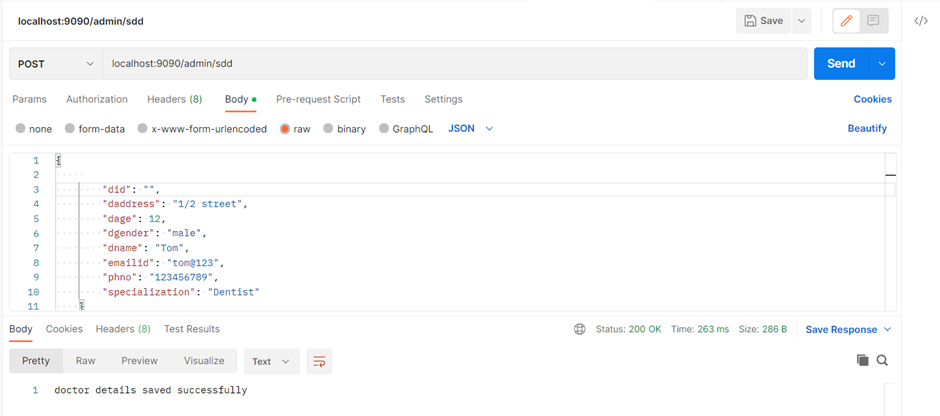 localhost:9090/admin/sdd
Save
</>
POST localhost:9090/admin/sdd Send
Params Authorization Headers (8) Body Pre-request Script Tests Settings Cookies
none form-data x-www-form-urlencoded raw binary GraphQL JSON Beautify
1 {
2
3 "did": "",
4 "daddress": "1/2 street",
5 "dage": 12,
6 "dgender": "male",
7 "dname": "Tom",
8 "emailid": "tom@123",
9 "phno": "123456789",
10 "specialization": "Dentist"
11 }
Body Cookies Headers (8) Test Results Status: 200 OK Time: 263 ms Size: 286 B Save Response
Pretty Raw Preview Visualize Text
1 doctor details saved successfully